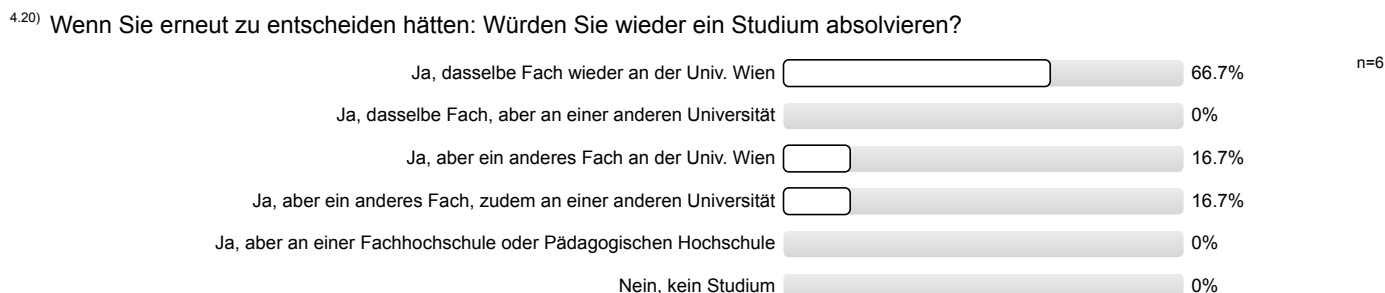 4.20) Wenn Sie erneut zu entscheiden hätten: Würden Sie wieder ein Studium absolvieren?
Ja, dasselbe Fach wieder an der Univ. Wien 66.7% n=6
Ja, dasselbe Fach, aber an einer anderen Universität 0%
Ja, aber ein anderes Fach an der Univ. Wien 16.7%
Ja, aber ein anderes Fach, zudem an einer anderen Universität 16.7%
Ja, aber an einer Fachhochschule oder Pädagogischen Hochschule 0%
Nein, kein Studium 0%